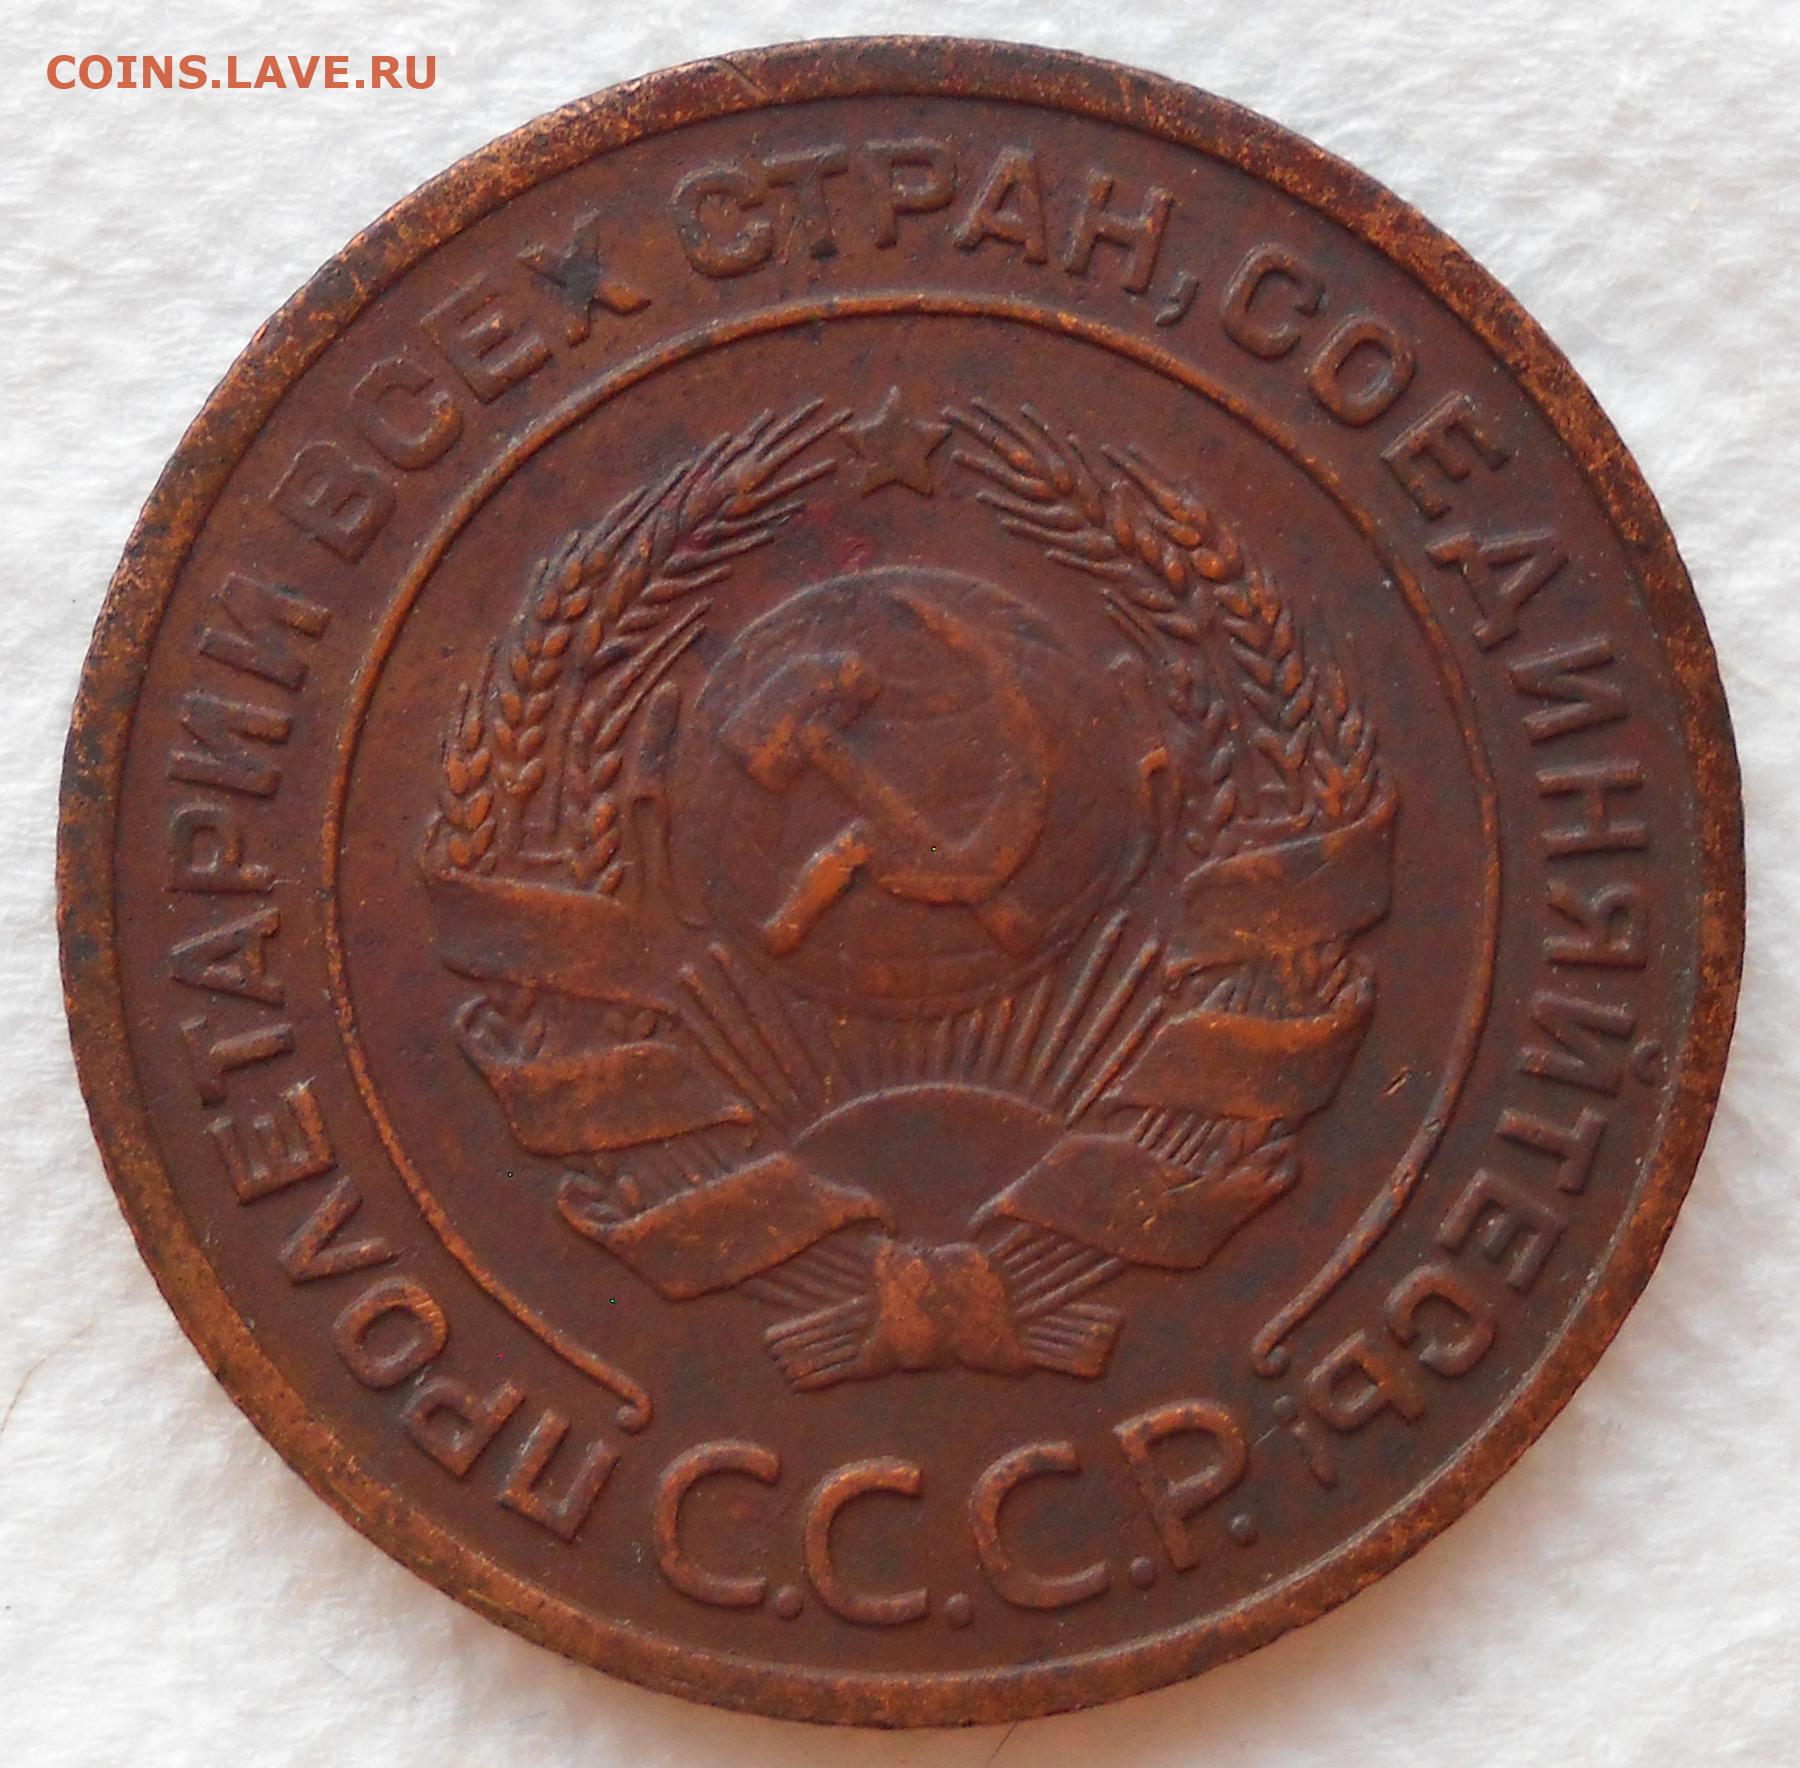 COINS.LAVE.RU
ПРОЛЕТАРИИ ВСЕХ СТРАН, СОЕДИНЯЙТЕСЬ!
С.С.С.Р.